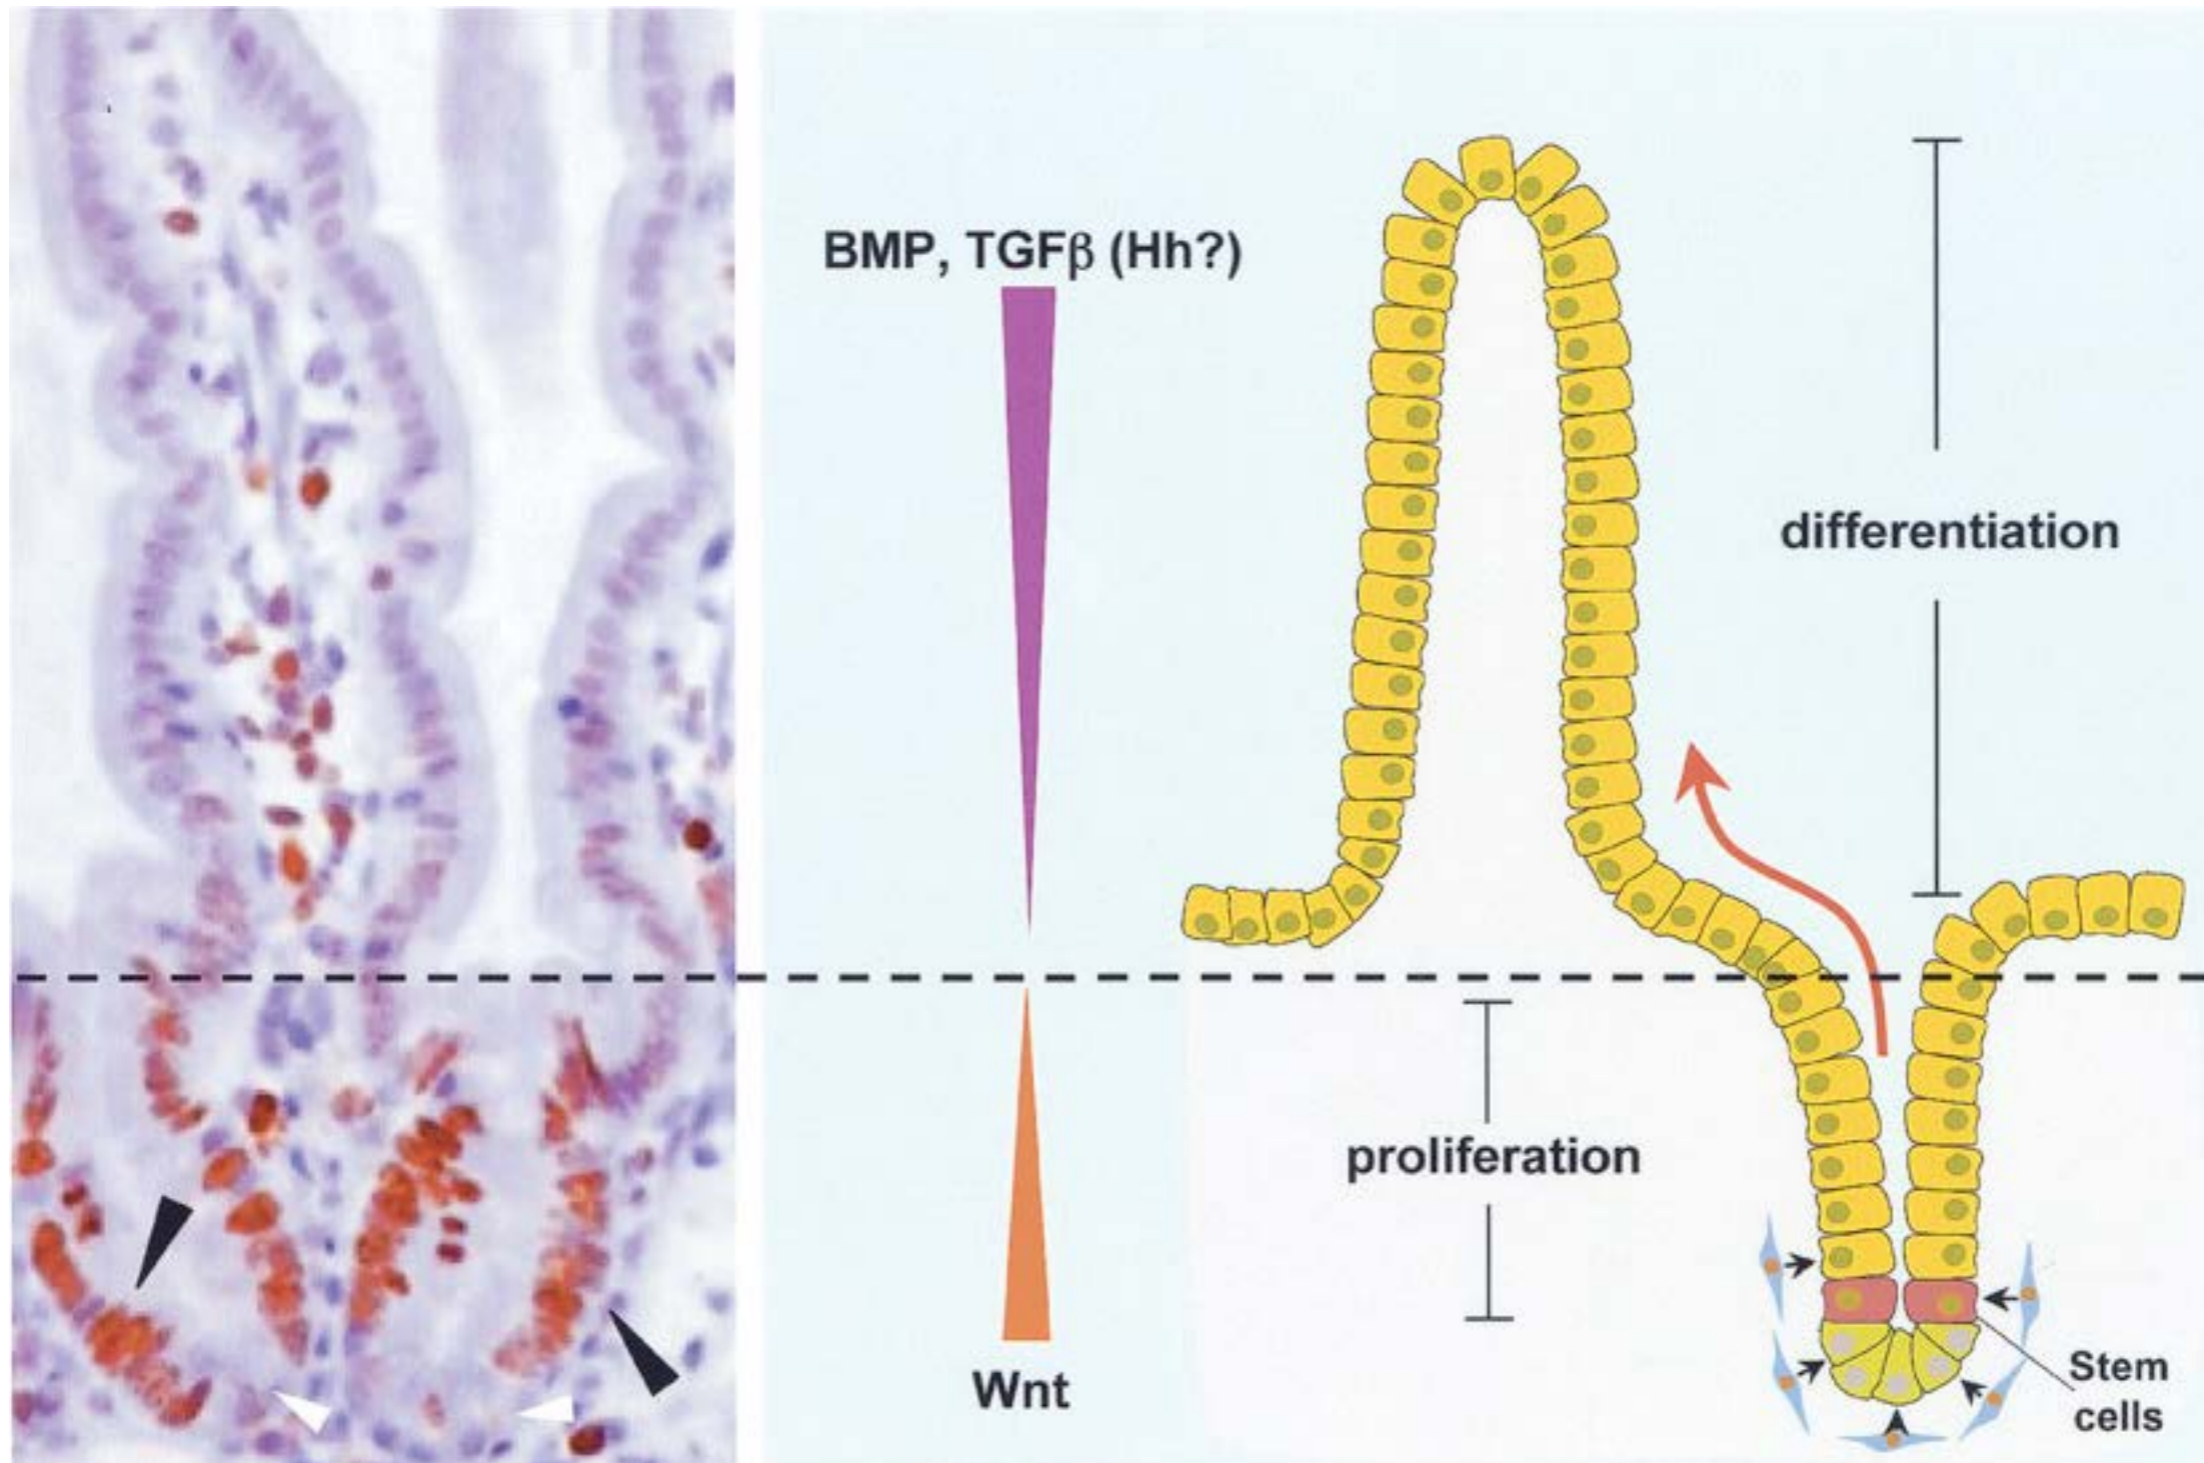 BMP, TGFβ (Hh?)
differentiation
proliferation
Wnt
Stem
cells